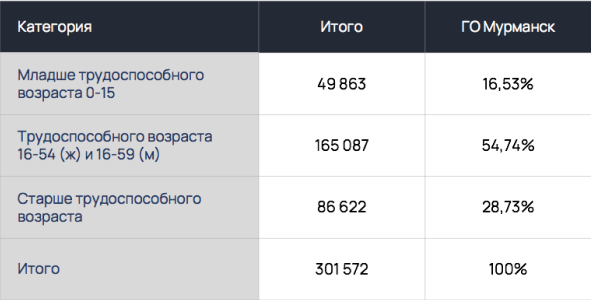 Категория Итого ГО Мурманск
Младше трудоспособного
возраста 0-15 49 863 16,53%
Трудоспособного возраста
16-54 (ж) и 16-59 (м) 165 087 54,74%
Старше трудоспособного
возраста 86 622 28,73%
Итого 301 572 100%